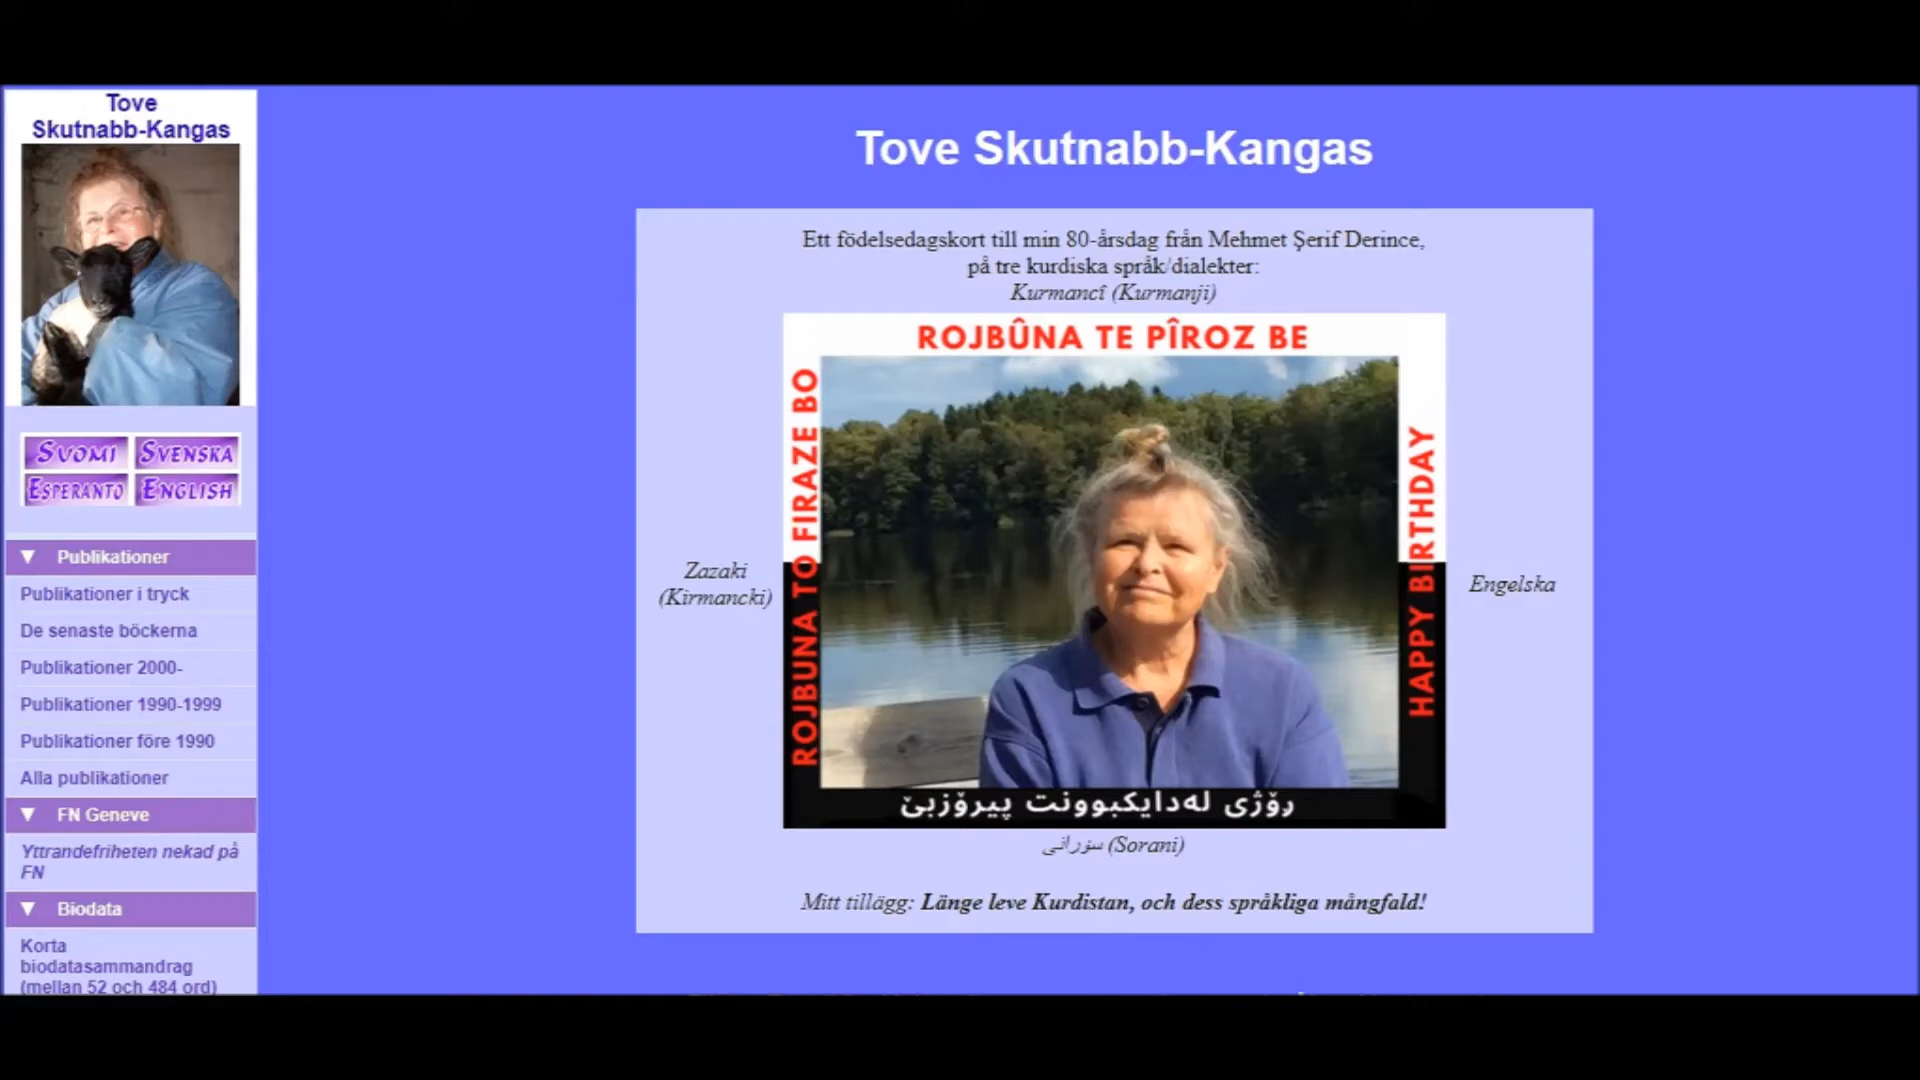 Tove
Skutnabb-Kangas
SUOMI SVENSKA
ESPERANTO ENGLISH
▼ Publikationer
Publikationer i tryck
De senaste böckerna
Publikationer 2000-
Publikationer 1990-1999
Publikationer före 1990
Alla publikationer
▼ FN Geneve
Yttrandefriheten nekad på
FN
▼ Biodata
Korta
biodatasammandrag
(mellan 52 och 484 ord)
Tove Skutnabb-Kangas
Ett födelsedagskort till min 80-årsdag från Mehmet Şerif Derince,
på tre kurdiska språk/dialekter:
Kurmancî (Kurmanji)
ROJBÛNA TE PÎROZ BE
Zazaki
(Kirmancki)
ROJBUNA TO FIRAZE BO
HAPPY BIRTHDAY
Engelska
ڕۆژی لەدایکبوونت پیرۆزبێ
سۆرانی (Sorani)
Mitt tillägg: Länge leve Kurdistan, och dess språkliga mångfald!